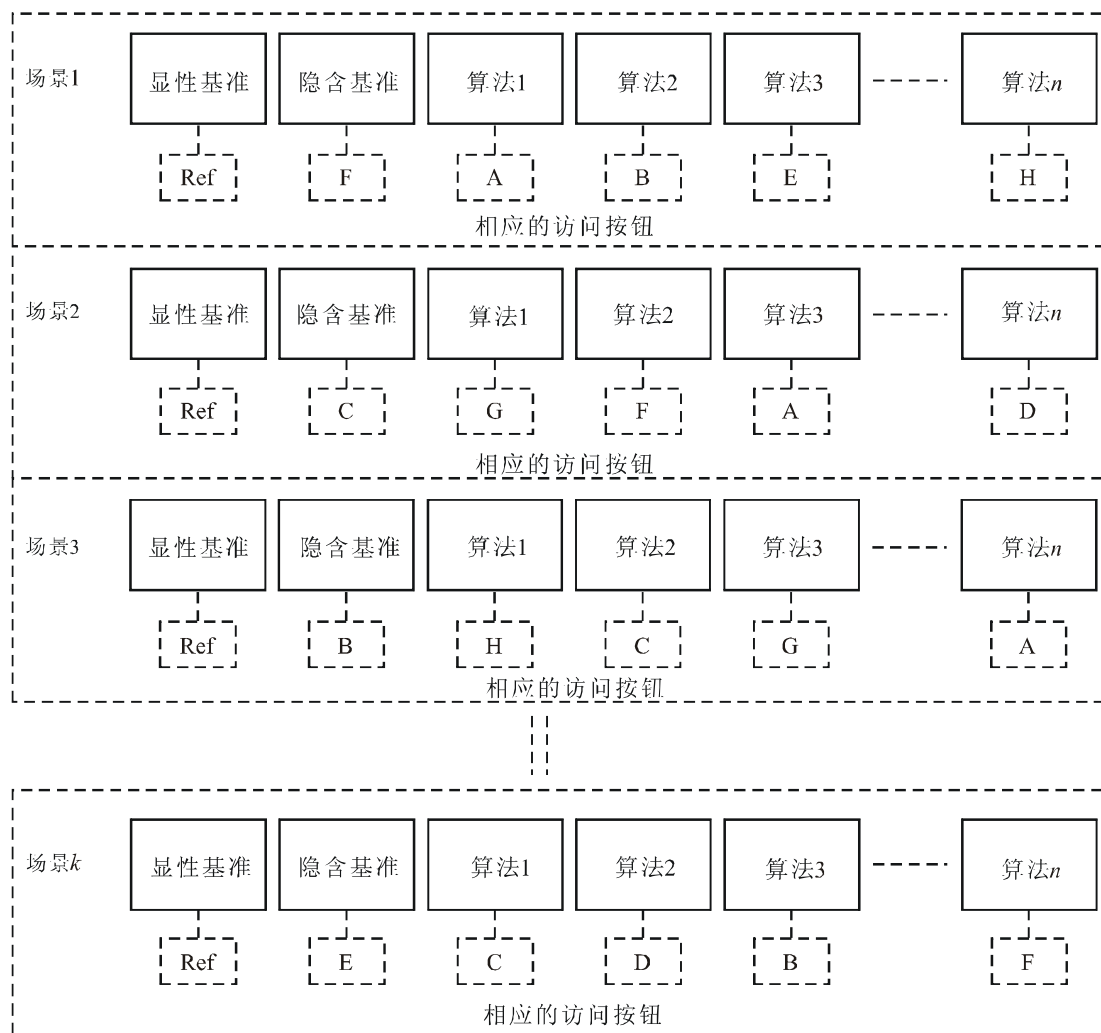 场景1 显性基准 隐含基准 算法1 算法2 算法3 算法n
Ref F A B E H
相应的访问按钮
场景2 显性基准 隐含基准 算法1 算法2 算法3 算法n
Ref C G F A D
相应的访问按钮
场景3 显性基准 隐含基准 算法1 算法2 算法3 算法n
Ref B H C G A
相应的访问按钮
场景k 显性基准 隐含基准 算法1 算法2 算法3 算法n
Ref E C D B F
相应的访问按钮